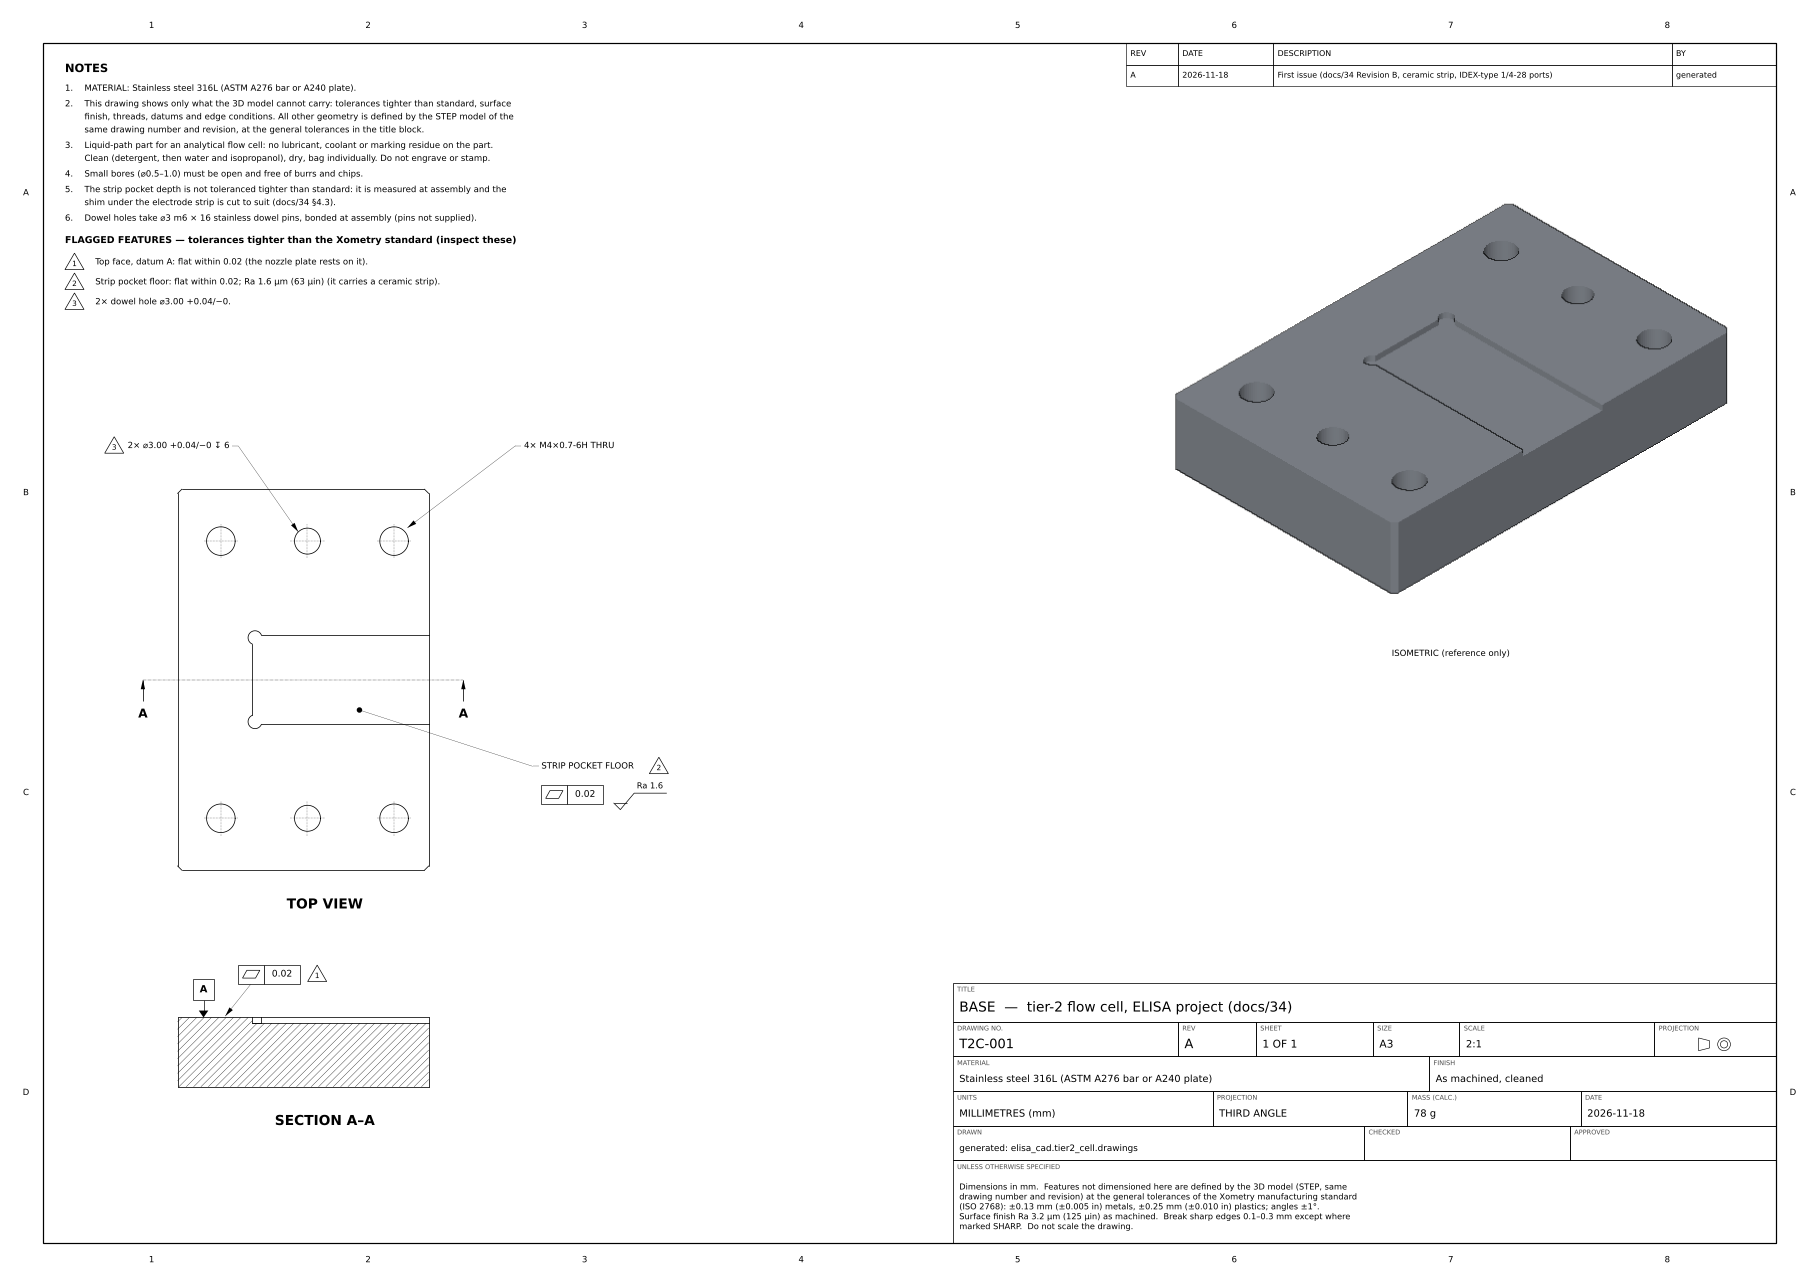 1 2 3 4 5 6 7 8
NOTES
1. MATERIAL: Stainless steel 316L (ASTM A276 bar or A240 plate).
2. This drawing shows only what the 3D model cannot carry: tolerances tighter than standard, surface
finish, threads, datums and edge conditions. All other geometry is defined by the STEP model of the
same drawing number and revision, at the general tolerances in the title block.
3. Liquid-path part for an analytical flow cell: no lubricant, coolant or marking residue on the part.
Clean (detergent, then water and isopropanol), dry, bag individually. Do not engrave or stamp.
4. Small bores (⌀0.5–1.0) must be open and free of burrs and chips.
5. The strip pocket depth is not toleranced tighter than standard: it is measured at assembly and the
shim under the electrode strip is cut to suit (docs/34 §4.3).
6. Dowel holes take ⌀3 m6 × 16 stainless dowel pins, bonded at assembly (pins not supplied).
FLAGGED FEATURES — tolerances tighter than the Xometry standard (inspect these)
1 Top face, datum A: flat within 0.02 (the nozzle plate rests on it).
2 Strip pocket floor: flat within 0.02; Ra 1.6 µm (63 µin) (it carries a ceramic strip).
3 2× dowel hole ⌀3.00 +0.04/−0.
REV DATE DESCRIPTION BY
A 2026-11-18 First issue (docs/34 Revision B, ceramic strip, IDEX-type 1/4-28 ports) generated
A A
3 2× ⌀3.00 +0.04/−0 ↧ 6
4× M4×0.7-6H THRU
B B
ISOMETRIC (reference only)
A A
STRIP POCKET FLOOR 2
0.02 Ra 1.6
C C
TOP VIEW
0.02 1
A
SECTION A–A
D D
TITLE
BASE — tier-2 flow cell, ELISA project (docs/34)
DRAWING NO. REV SHEET SIZE SCALE PROJECTION
T2C-001 A 1 OF 1 A3 2:1
MATERIAL FINISH
Stainless steel 316L (ASTM A276 bar or A240 plate) As machined, cleaned
UNITS PROJECTION MASS (CALC.) DATE
MILLIMETRES (mm) THIRD ANGLE 78 g 2026-11-18
DRAWN CHECKED APPROVED
generated: elisa_cad.tier2_cell.drawings
UNLESS OTHERWISE SPECIFIED
Dimensions in mm. Features not dimensioned here are defined by the 3D model (STEP, same
drawing number and revision) at the general tolerances of the Xometry manufacturing standard
(ISO 2768): ±0.13 mm (±0.005 in) metals, ±0.25 mm (±0.010 in) plastics; angles ±1°.
Surface finish Ra 3.2 µm (125 µin) as machined. Break sharp edges 0.1–0.3 mm except where
marked SHARP. Do not scale the drawing.
1 2 3 4 5 6 7 8